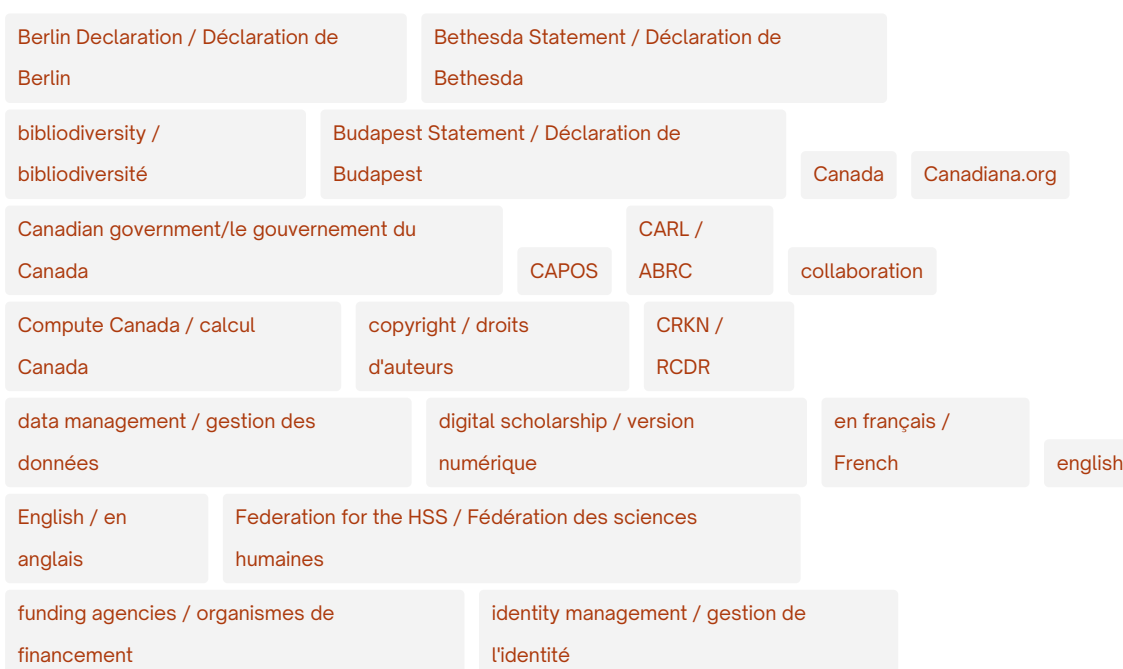 Berlin Declaration / Déclaration de
Berlin
Bethesda Statement / Déclaration de
Bethesda
bibliodiversity /
bibliodiversité
Budapest Statement / Déclaration de
Budapest
Canada
Canadiana.org
Canadian government/le gouvernement du
Canada
CAPOS
CARL /
ABRC
collaboration
Compute Canada / calcul
Canada
copyright / droits
d'auteurs
CRKN /
RCDR
data management / gestion des
données
digital scholarship / version
numérique
en français /
French
english
English / en
anglais
Federation for the HSS / Fédération des sciences
humaines
funding agencies / organismes de
financement
identity management / gestion de
l'identité